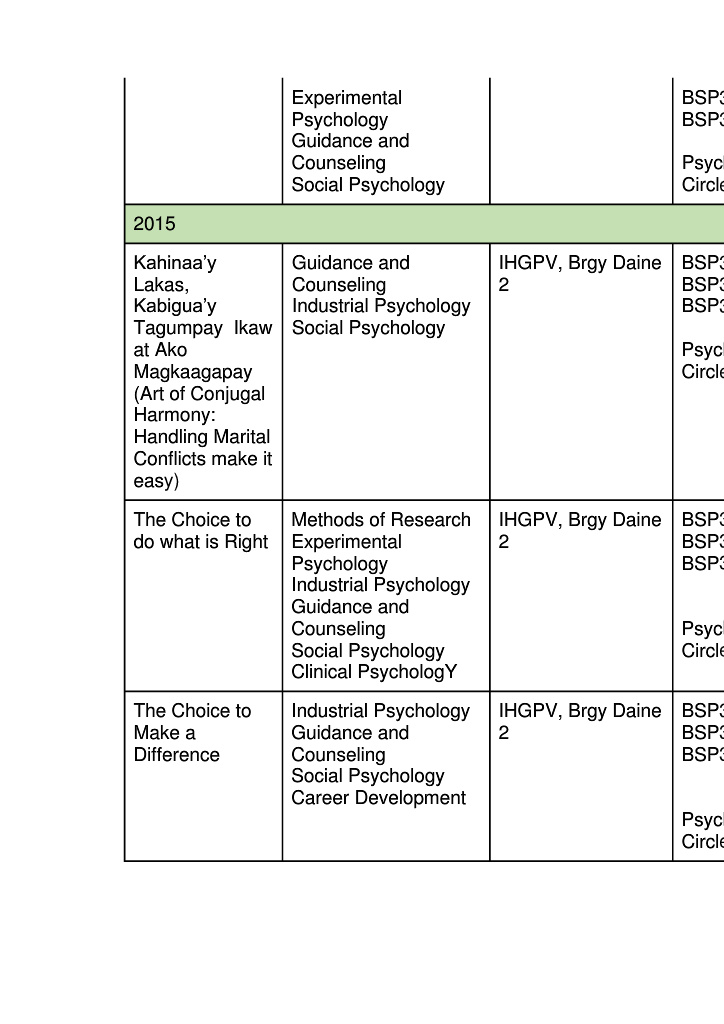 Experimental
Psychology
Guidance and
Counseling
Social Psychology
BSP3
BSP3
Psycl
Circle
2015
Kahinaa'y
Lakas,
Kabigua'y
Tagumpay  Ikaw
at Ako
Magkaagapay
(Art of Conjugal
Harmony:
Handling Marital
Conflicts make it
easy)
Guidance and
Counseling
Industrial Psychology
Social Psychology
IHGPV, Brgy Daine
2
BSP3
BSP3
BSP3
Psycl
Circle
The Choice to
do what is Right
Methods of Research
Experimental
Psychology
Industrial Psychology
Guidance and
Counseling
Social Psychology
Clinical PsychologY
IHGPV, Brgy Daine
2
BSP3
BSP3
BSP3
Psycl
Circle
The Choice to
Make a
Difference
Industrial Psychology
Guidance and
Counseling
Social Psychology
Career Development
IHGPV, Brgy Daine
2
BSP3
BSP3
BSP3
Psycl
Circle